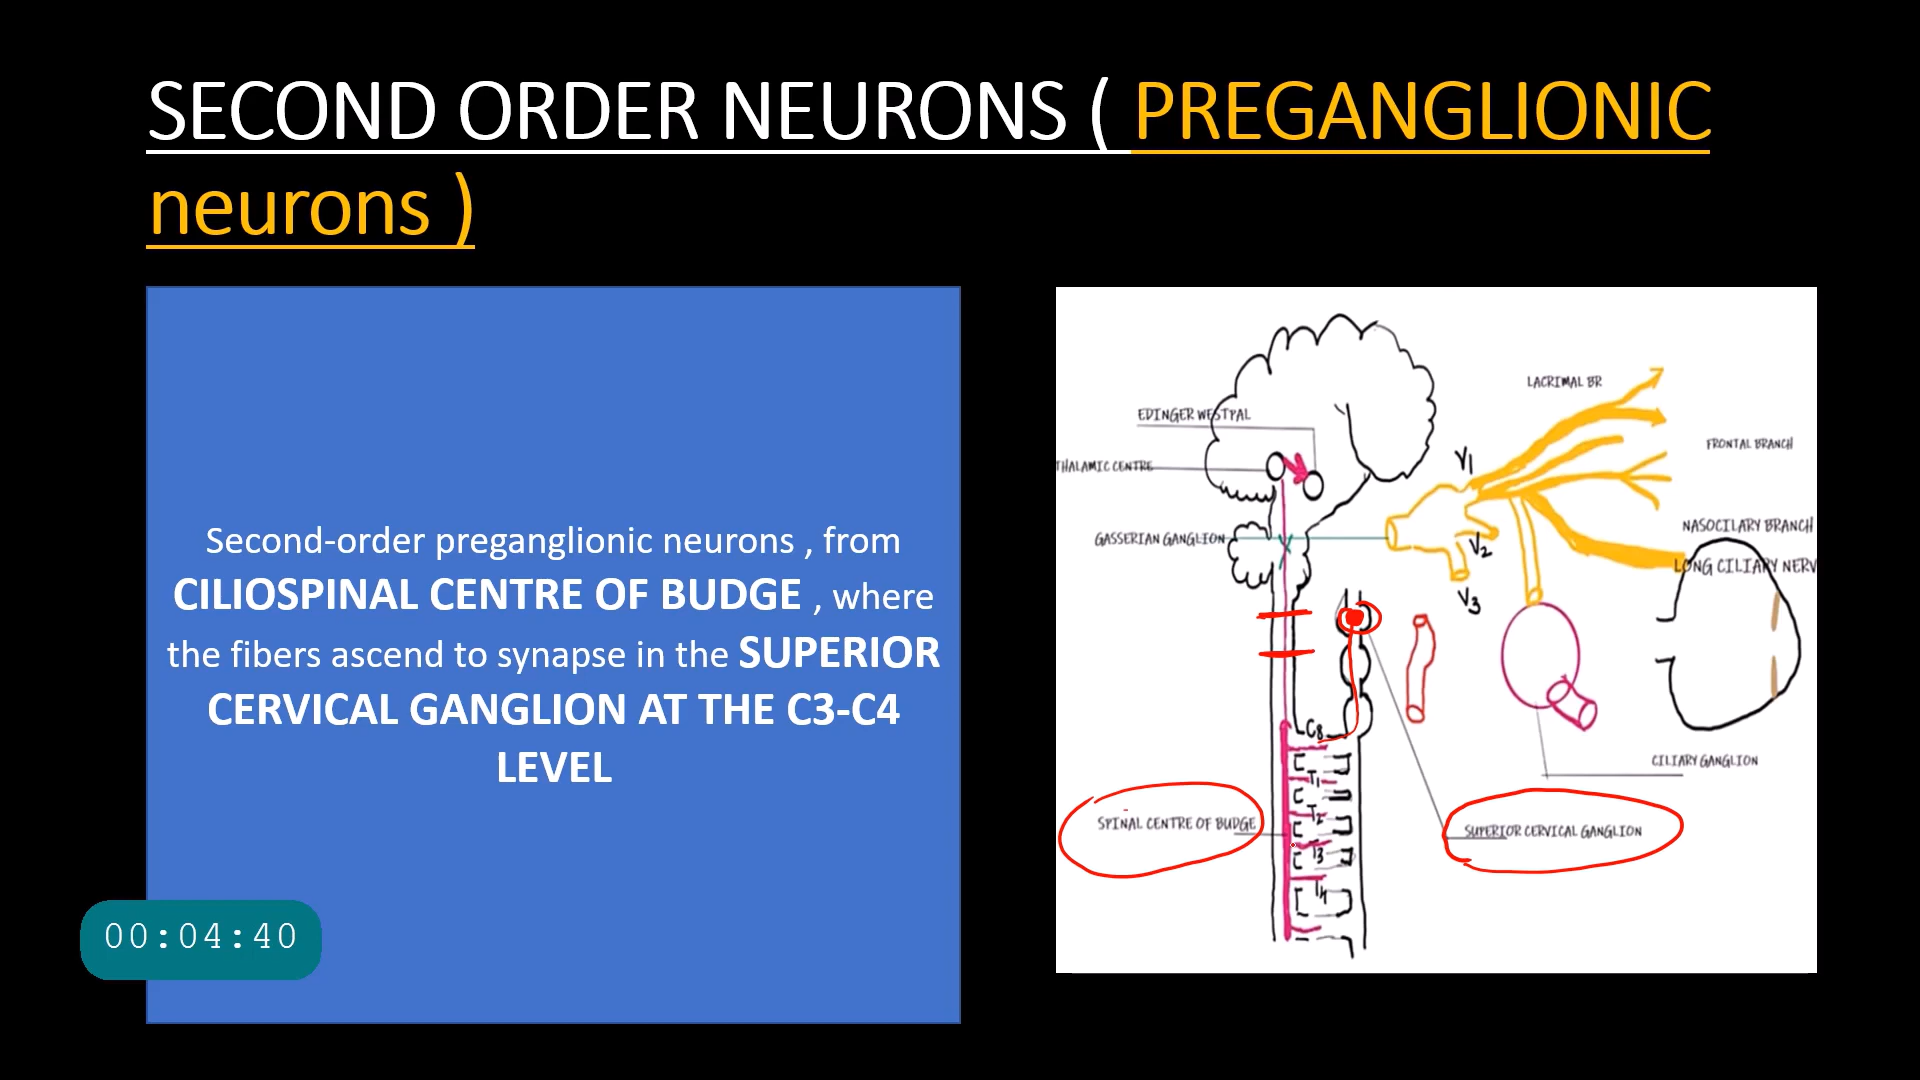 SECOND ORDER NEURONS ( PREGANGLIONIC
neurons )
Second-order preganglionic neurons , from
CILIOSPINAL CENTRE OF BUDGE , where
the fibers ascend to synapse in the SUPERIOR
CERVICAL GANGLION AT THE C3-C4
LEVEL
00:04:40
LACRIMAL BR
EDINGER WESTPAL
FRONTAL BRANCH
THALAMIC CENTRE
V1
NASOCILARY BRANCH
GASSERIAN GANGLION
V2
LONG CILIARY NERV
V3
C8
CILIARY GANGLION
T1
T2
SPINAL CENTRE OF BUDGE
SUPERIOR CERVICAL GANGLION
T3
T4